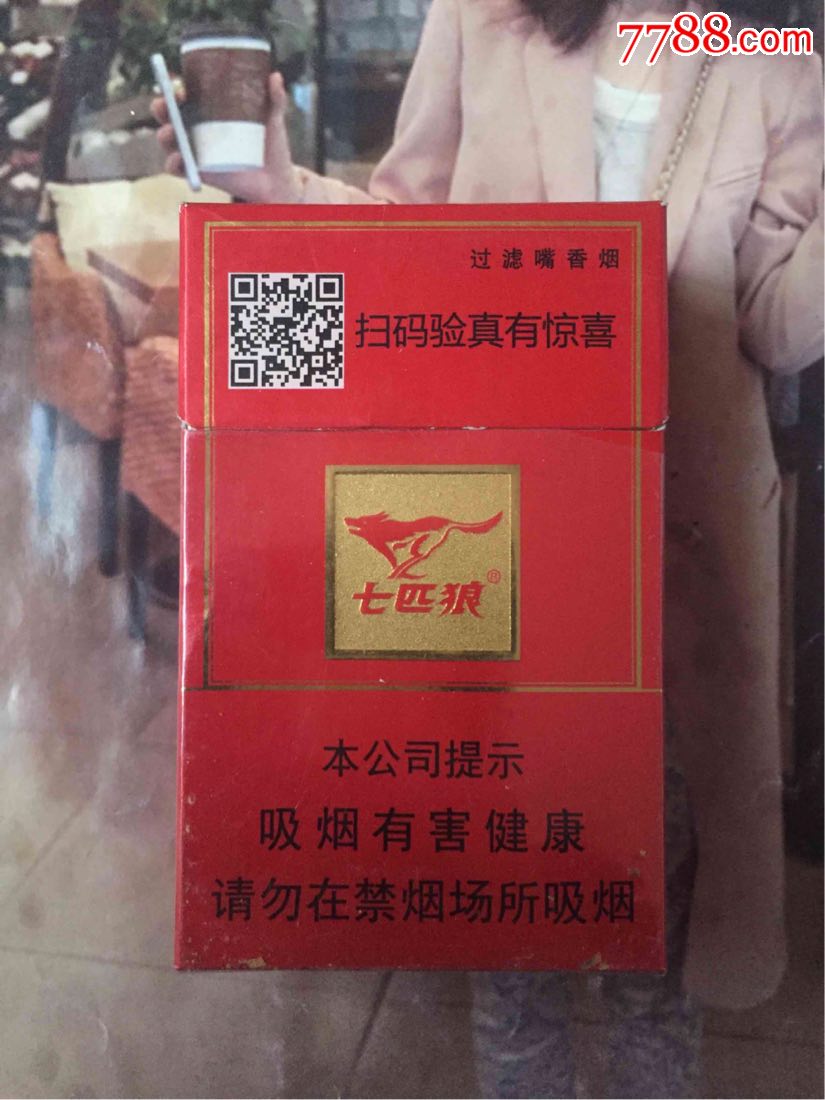 7788.com
过滤嘴香烟
扫码验真有惊喜
七匹狼®
本公司提示
吸烟有害健康
请勿在禁烟场所吸烟